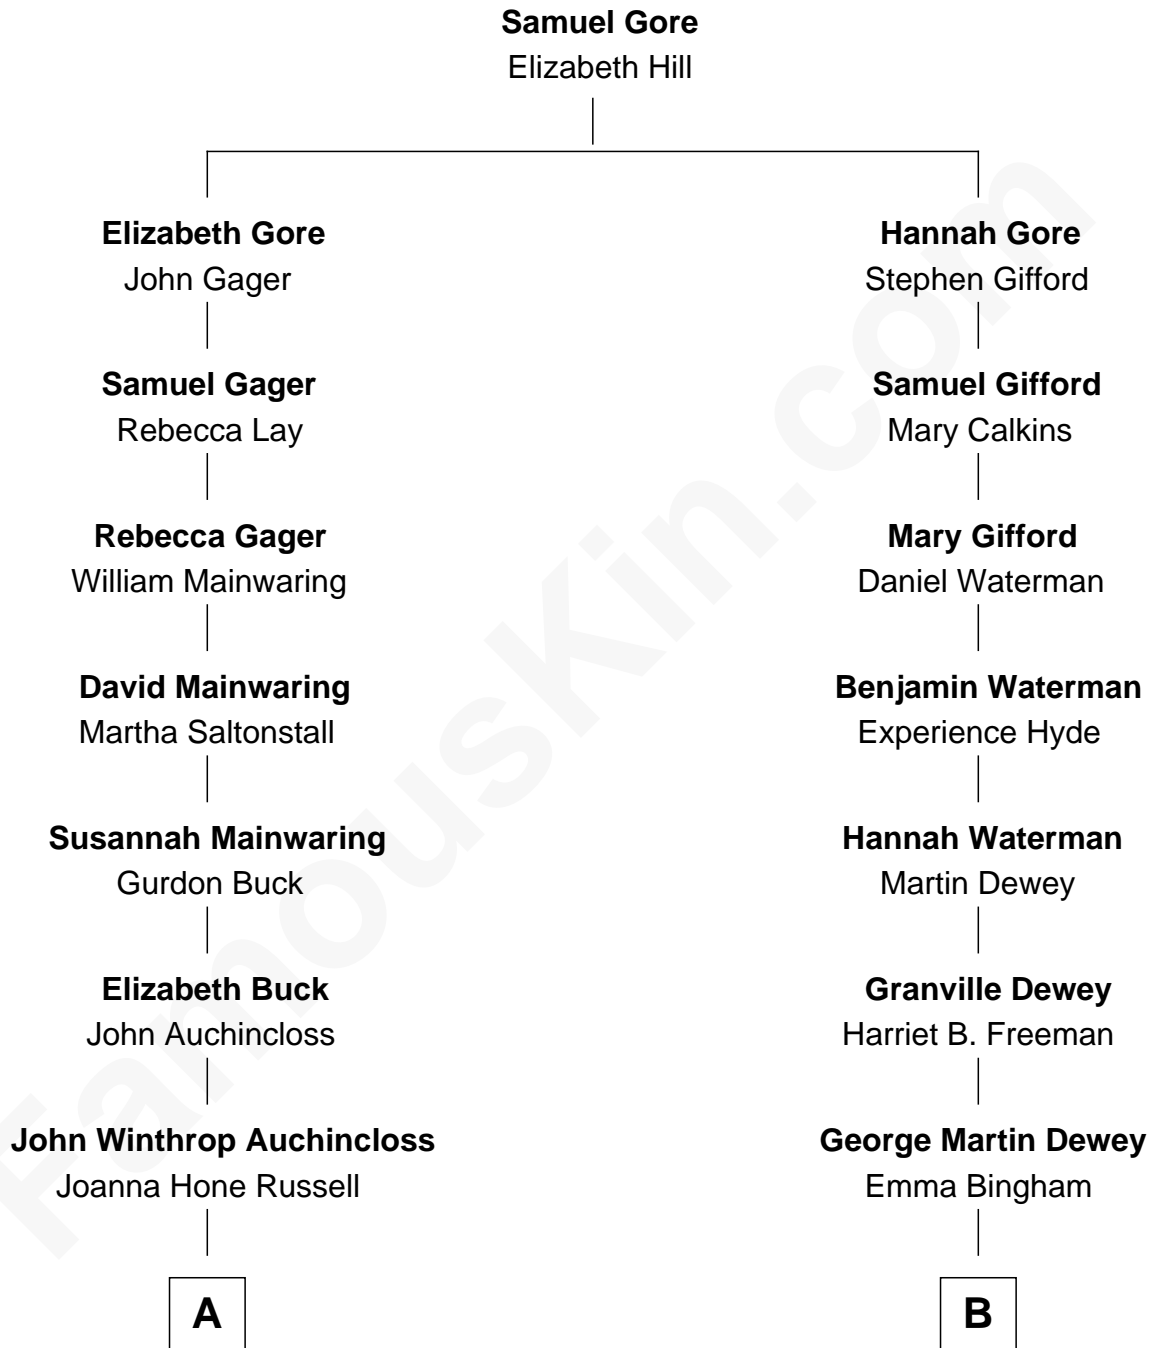 Samuel Gore
Elizabeth Hill
Elizabeth Gore
John Gager
Hannah Gore
Stephen Gifford
Samuel Gager
Rebecca Lay
Samuel Gifford
Mary Calkins
Rebecca Gager
William Mainwaring
Mary Gifford
Daniel Waterman
David Mainwaring
Martha Saltonstall
Benjamin Waterman
Experience Hyde
Susannah Mainwaring
Gurdon Buck
Hannah Waterman
Martin Dewey
Elizabeth Buck
John Auchincloss
Granville Dewey
Harriet B. Freeman
John Winthrop Auchincloss
Joanna Hone Russell
George Martin Dewey
Emma Bingham
A
B
FamousKin.com